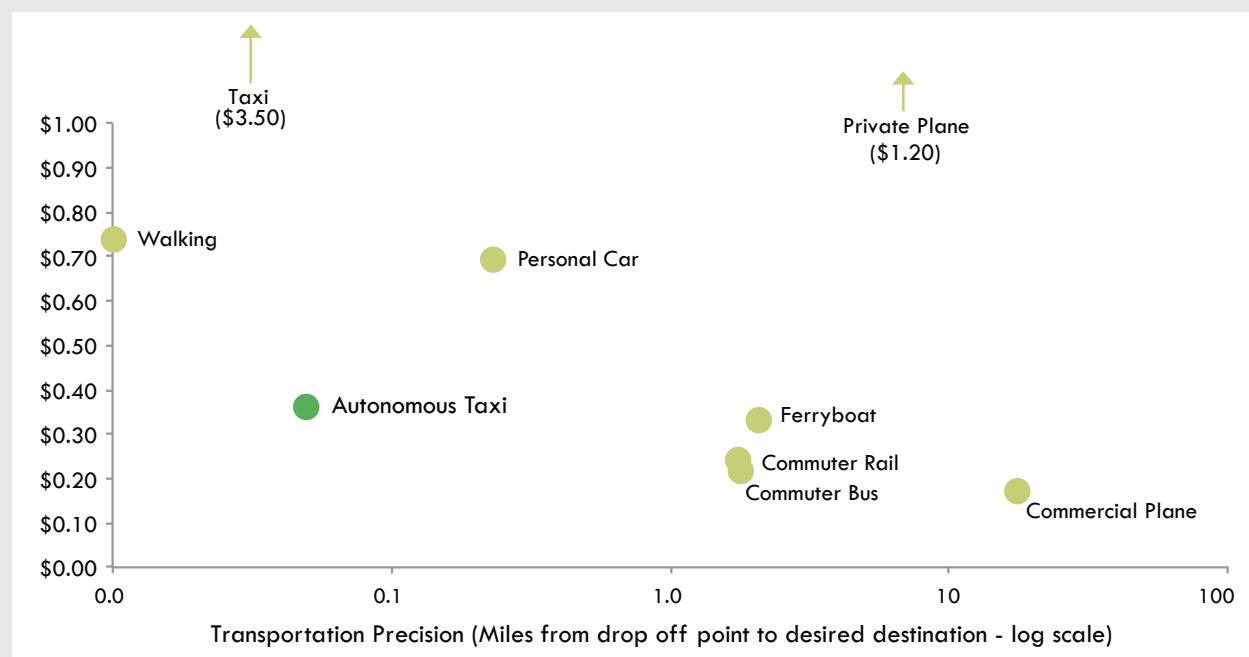 Taxi
($3.50)
Private Plane
($1.20)
$1.00
$0.90
$0.80
$0.70
$0.60
$0.50
$0.40
$0.30
$0.20
$0.10
$0.00
Walking
Personal Car
Autonomous Taxi
Ferryboat
Commuter Rail
Commuter Bus
Commercial Plane
0.0
0.1
1.0
10
100
Transportation Precision (Miles from drop off point to desired destination - log scale)